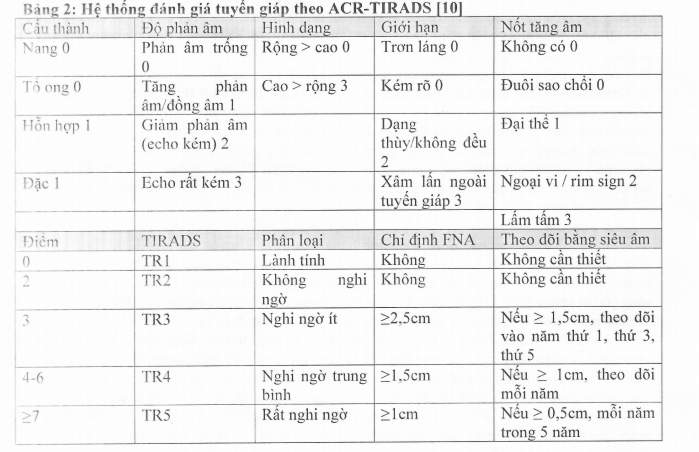 Bảng 2: Hệ thống đánh giá tuyến giáp theo ACR-TIRADS [10]
Cấu thành Độ phản âm Hình dạng Giới hạn Nốt tăng âm
Nang 0 Phản âm trống 0 Rộng > cao 0 Trơn láng 0 Không có 0
Tổ ong 0 Tăng phản âm/đồng âm 1 Cao > rộng 3 Kém rõ 0 Đuôi sao chổi 0
Hỗn hợp 1 Giảm phản âm (echo kém) 2 Dạng thùy/không đều 2 Đại thể 1
Đặc 1 Echo rất kém 3 Xâm lấn ngoài tuyến giáp 3 Ngoại vi / rim sign 2
Lấm tấm 3
Điểm TIRADS Phân loại Chỉ định FNA Theo dõi bằng siêu âm
0 TR1 Lành tính Không Không cần thiết
2 TR2 Không nghi ngờ Không Không cần thiết
3 TR3 Nghi ngờ ít ≥2,5cm Nếu ≥ 1,5cm, theo dõi vào năm thứ 1, thứ 3, thứ 5
4-6 TR4 Nghi ngờ trung bình ≥1,5cm Nếu ≥ 1cm, theo dõi mỗi năm
≥7 TR5 Rất nghi ngờ ≥1cm Nếu ≥ 0,5cm, mỗi năm trong 5 năm